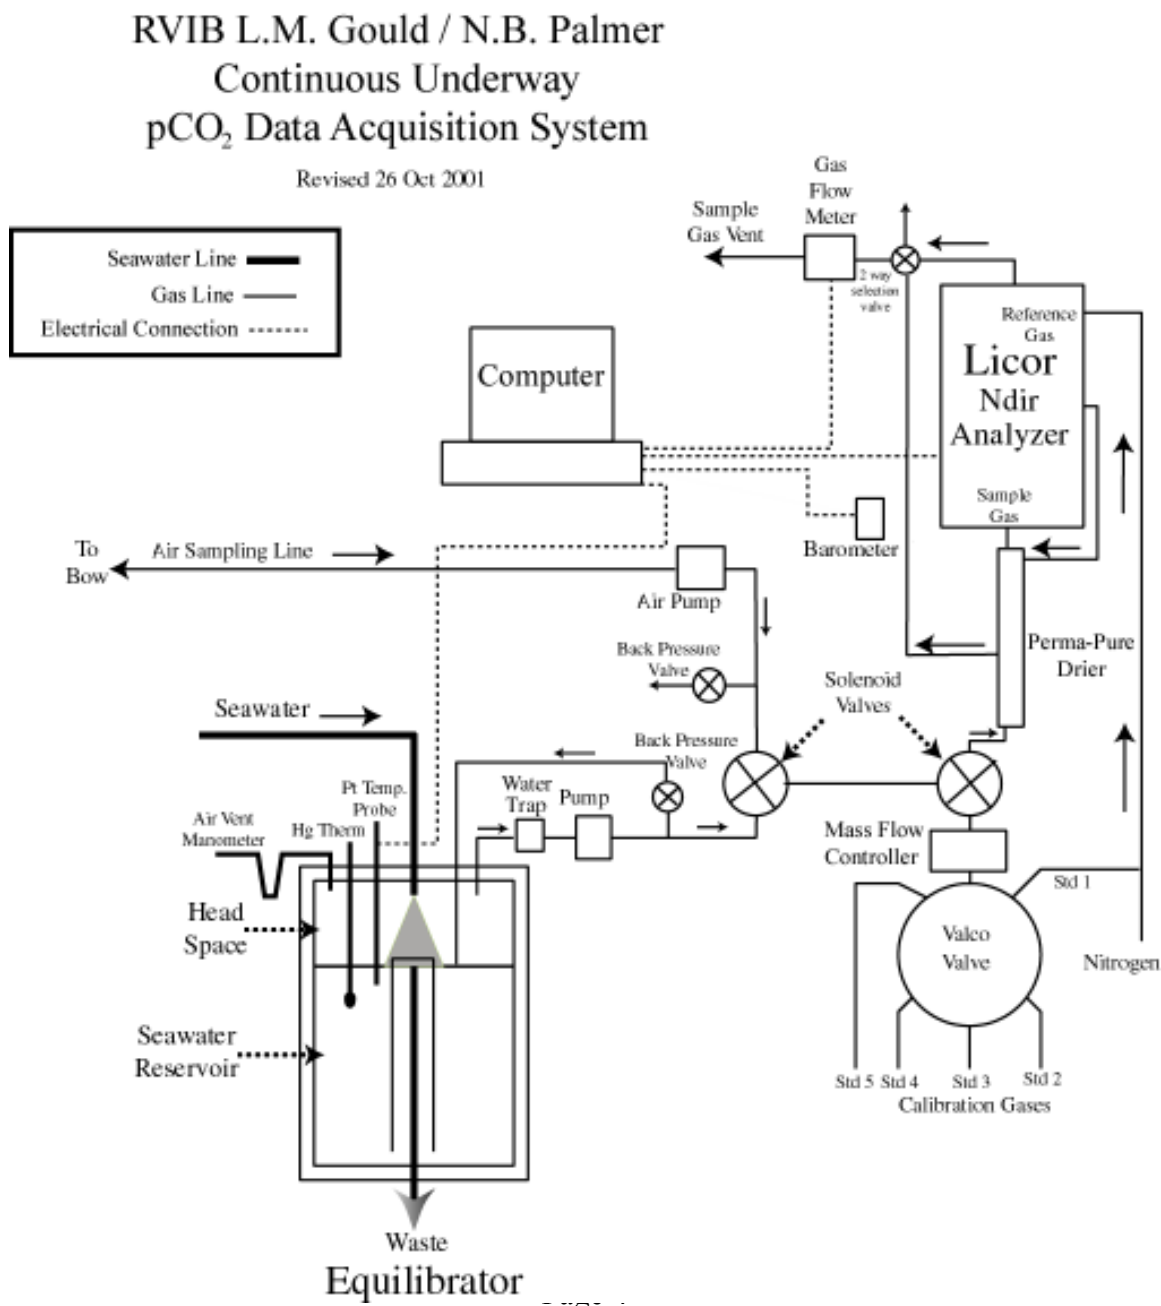 RVIB L.M. Gould / N.B. Palmer
Continuous Underway
pCO₂ Data Acquisition System
Revised 26 Oct 2001
Seawater Line
Gas Line
Electrical Connection
Gas
Flow
Meter
Sample
Gas Vent
2 way
selection
valve
Reference
Gas
Licor
Ndir
Analyzer
Sample
Gas
Computer
Barometer
To
Bow
Air Sampling Line
Air Pump
Back Pressure
Valve
Perma-Pure
Drier
Solenoid
Valves
Seawater
Back Pressure
Valve
Water
Trap
Pump
Pt Temp.
Probe
Hg Therm
Air Vent
Manometer
Mass Flow
Controller
Std 1
Head
Space
Valco
Valve
Nitrogen
Seawater
Reservoir
Std 5
Std 4
Std 3
Std 2
Calibration Gases
Waste
Equilibrator